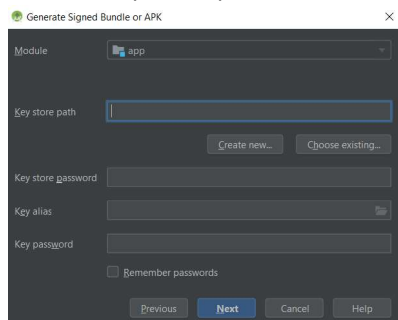 Generate Signed Bundle or APK
Module
app
Key store path
Create new...
Choose existing...
Key store password
Key alias
Key password
Remember passwords
Previous
Next
Cancel
Help